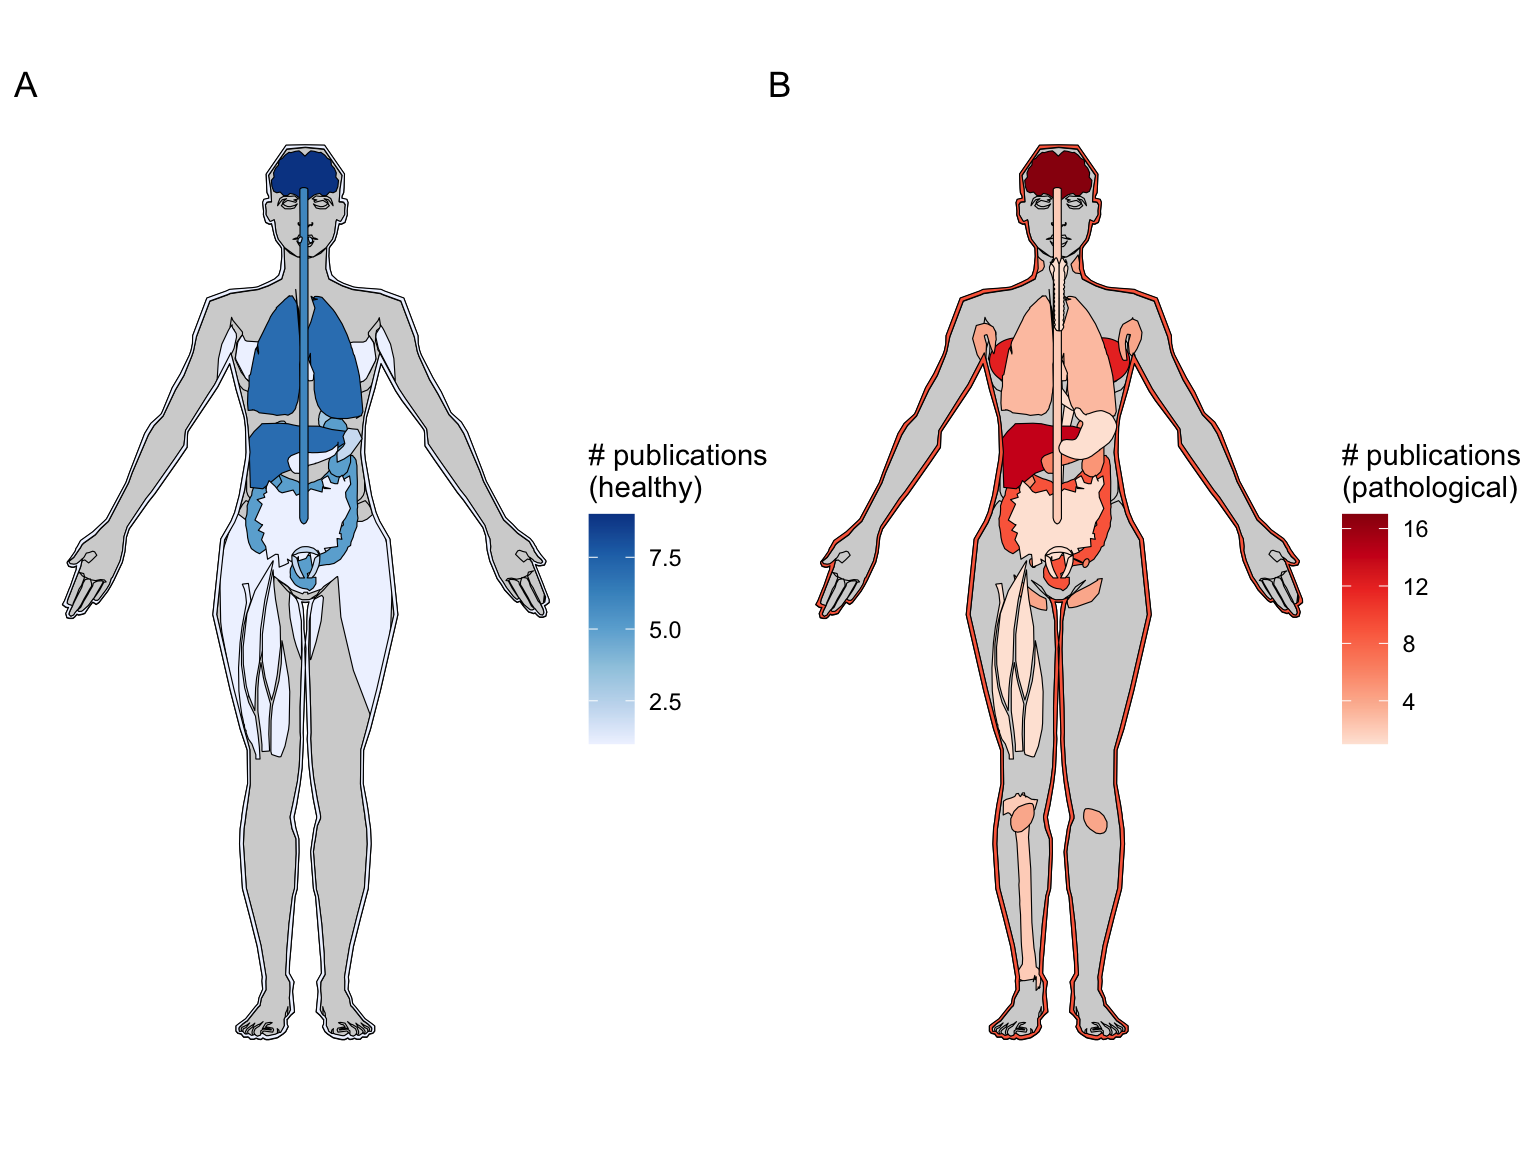 A
B
# publications
(healthy)
7.5
5.0
2.5
# publications
(pathological)
16
12
8
4